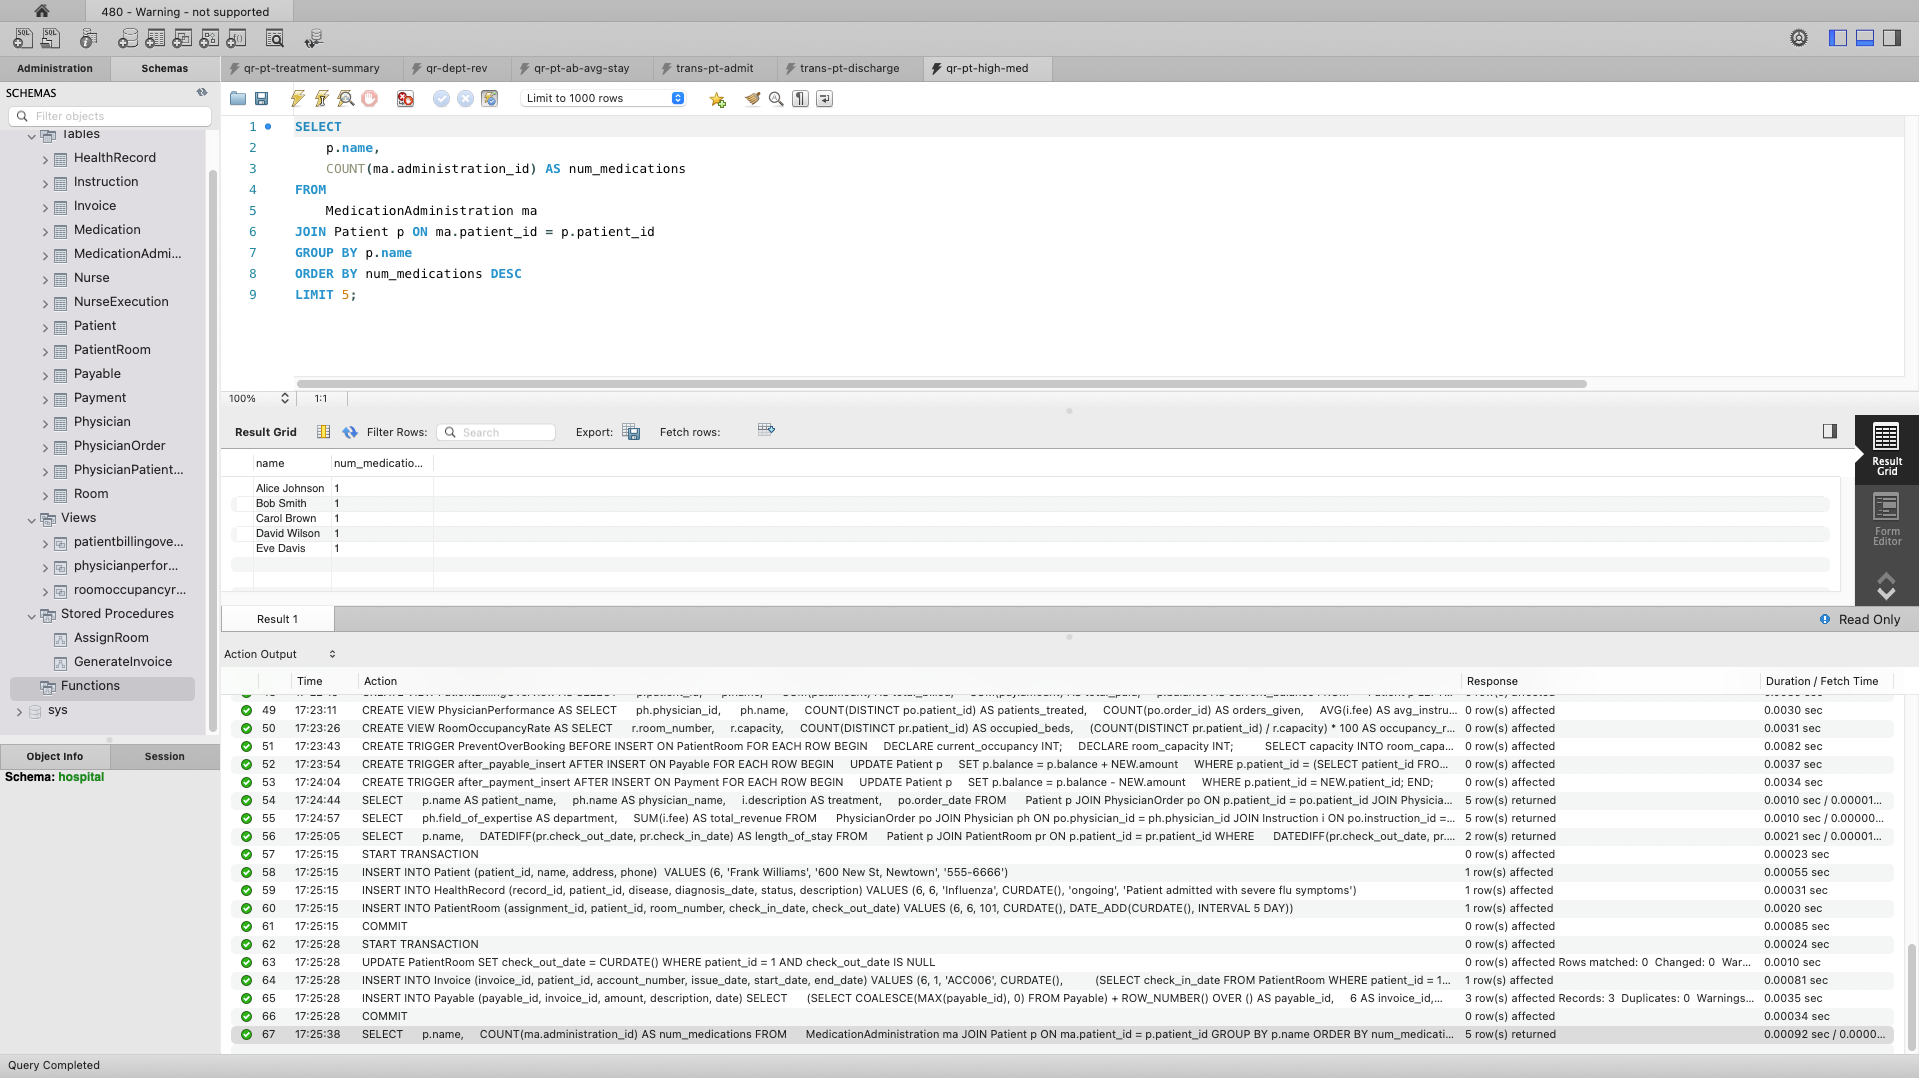 480 - Warning - not supported
Administration
Schemas
qr-pt-treatment-summary
qr-dept-rev
qr-pt-ab-avg-stay
trans-pt-admit
trans-pt-discharge
qr-pt-high-med
SCHEMAS
Filter objects
Tables
HealthRecord
Instruction
Invoice
Medication
MedicationAdmi...
Nurse
NurseExecution
Patient
PatientRoom
Payable
Payment
Physician
PhysicianOrder
PhysicianPatient...
Room
Views
patientbillingove...
physicianperfor...
roomoccupancyr...
Stored Procedures
AssignRoom
GenerateInvoice
Functions
sys
Object Info
Session
Schema: hospital
Limit to 1000 rows
1 SELECT
2 p.name,
3 COUNT(ma.administration_id) AS num_medications
4 FROM
5 MedicationAdministration ma
6 JOIN Patient p ON ma.patient_id = p.patient_id
7 GROUP BY p.name
8 ORDER BY num_medications DESC
9 LIMIT 5;
100% 1:1
Result Grid
Filter Rows:
Search
Export:
Fetch rows:
name num_medicatio...
Alice Johnson 1
Bob Smith 1
Carol Brown 1
David Wilson 1
Eve Davis 1
Result Grid
Form Editor
Result 1
Read Only
Action Output
Time Action Response Duration / Fetch Time
49 17:23:11 CREATE VIEW PhysicianPerformance AS SELECT ph.physician_id, ph.name, COUNT(DISTINCT po.patient_id) AS patients_treated, COUNT(po.order_id) AS orders_given, AVG(i.fee) AS avg_instru... 0 row(s) affected 0.0030 sec
50 17:23:26 CREATE VIEW RoomOccupancyRate AS SELECT r.room_number, r.capacity, COUNT(DISTINCT pr.patient_id) AS occupied_beds, (COUNT(DISTINCT pr.patient_id) / r.capacity) * 100 AS occupancy_r... 0 row(s) affected 0.0031 sec
51 17:23:43 CREATE TRIGGER PreventOverBooking BEFORE INSERT ON PatientRoom FOR EACH ROW BEGIN DECLARE current_occupancy INT; DECLARE room_capacity INT; SELECT capacity INTO room_capa... 0 row(s) affected 0.0082 sec
52 17:23:54 CREATE TRIGGER after_payable_insert AFTER INSERT ON Payable FOR EACH ROW BEGIN UPDATE Patient p SET p.balance = p.balance + NEW.amount WHERE p.patient_id = (SELECT patient_id FRO... 0 row(s) affected 0.0037 sec
53 17:24:04 CREATE TRIGGER after_payment_insert AFTER INSERT ON Payment FOR EACH ROW BEGIN UPDATE Patient p SET p.balance = p.balance - NEW.amount WHERE p.patient_id = NEW.patient_id; END; 0 row(s) affected 0.0034 sec
54 17:24:44 SELECT p.name AS patient_name, ph.name AS physician_name, i.description AS treatment, po.order_date FROM Patient p JOIN PhysicianOrder po ON p.patient_id = po.patient_id JOIN Physicia... 5 row(s) returned 0.0010 sec / 0.00001...
55 17:24:57 SELECT ph.field_of_expertise AS department, SUM(i.fee) AS total_revenue FROM PhysicianOrder po JOIN Physician ph ON po.physician_id = ph.physician_id JOIN Instruction i ON po.instruction_id =... 5 row(s) returned 0.0010 sec / 0.00000...
56 17:25:05 SELECT p.name, DATEDIFF(pr.check_out_date, pr.check_in_date) AS length_of_stay FROM Patient p JOIN PatientRoom pr ON p.patient_id = pr.patient_id WHERE DATEDIFF(pr.check_out_date, pr.... 2 row(s) returned 0.0021 sec / 0.00001...
57 17:25:15 START TRANSACTION 0 row(s) affected 0.00023 sec
58 17:25:15 INSERT INTO Patient (patient_id, name, address, phone) VALUES (6, 'Frank Williams', '600 New St, Newtown', '555-6666') 1 row(s) affected 0.00055 sec
59 17:25:15 INSERT INTO HealthRecord (record_id, patient_id, disease, diagnosis_date, status, description) VALUES (6, 6, 'Influenza', CURDATE(), 'ongoing', 'Patient admitted with severe flu symptoms') 1 row(s) affected 0.00031 sec
60 17:25:15 INSERT INTO PatientRoom (assignment_id, patient_id, room_number, check_in_date, check_out_date) VALUES (6, 6, 101, CURDATE(), DATE_ADD(CURDATE(), INTERVAL 5 DAY)) 1 row(s) affected 0.0020 sec
61 17:25:15 COMMIT 0 row(s) affected 0.00085 sec
62 17:25:28 START TRANSACTION 0 row(s) affected 0.00024 sec
63 17:25:28 UPDATE PatientRoom SET check_out_date = CURDATE() WHERE patient_id = 1 AND check_out_date IS NULL 0 row(s) affected Rows matched: 0 Changed: 0 War... 0.0010 sec
64 17:25:28 INSERT INTO Invoice (invoice_id, patient_id, account_number, issue_date, start_date, end_date) VALUES (6, 1, 'ACC006', CURDATE(), (SELECT check_in_date FROM PatientRoom WHERE patient_id = 1... 1 row(s) affected 0.00081 sec
65 17:25:28 INSERT INTO Payable (payable_id, invoice_id, amount, description, date) SELECT (SELECT COALESCE(MAX(payable_id), 0) FROM Payable) + ROW_NUMBER() OVER () AS payable_id, 6 AS invoice_id,... 3 row(s) affected Records: 3 Duplicates: 0 Warnings... 0.0035 sec
66 17:25:28 COMMIT 0 row(s) affected 0.00034 sec
67 17:25:38 SELECT p.name, COUNT(ma.administration_id) AS num_medications FROM MedicationAdministration ma JOIN Patient p ON ma.patient_id = p.patient_id GROUP BY p.name ORDER BY num_medicati... 5 row(s) returned 0.00092 sec / 0.0000...
Query Completed